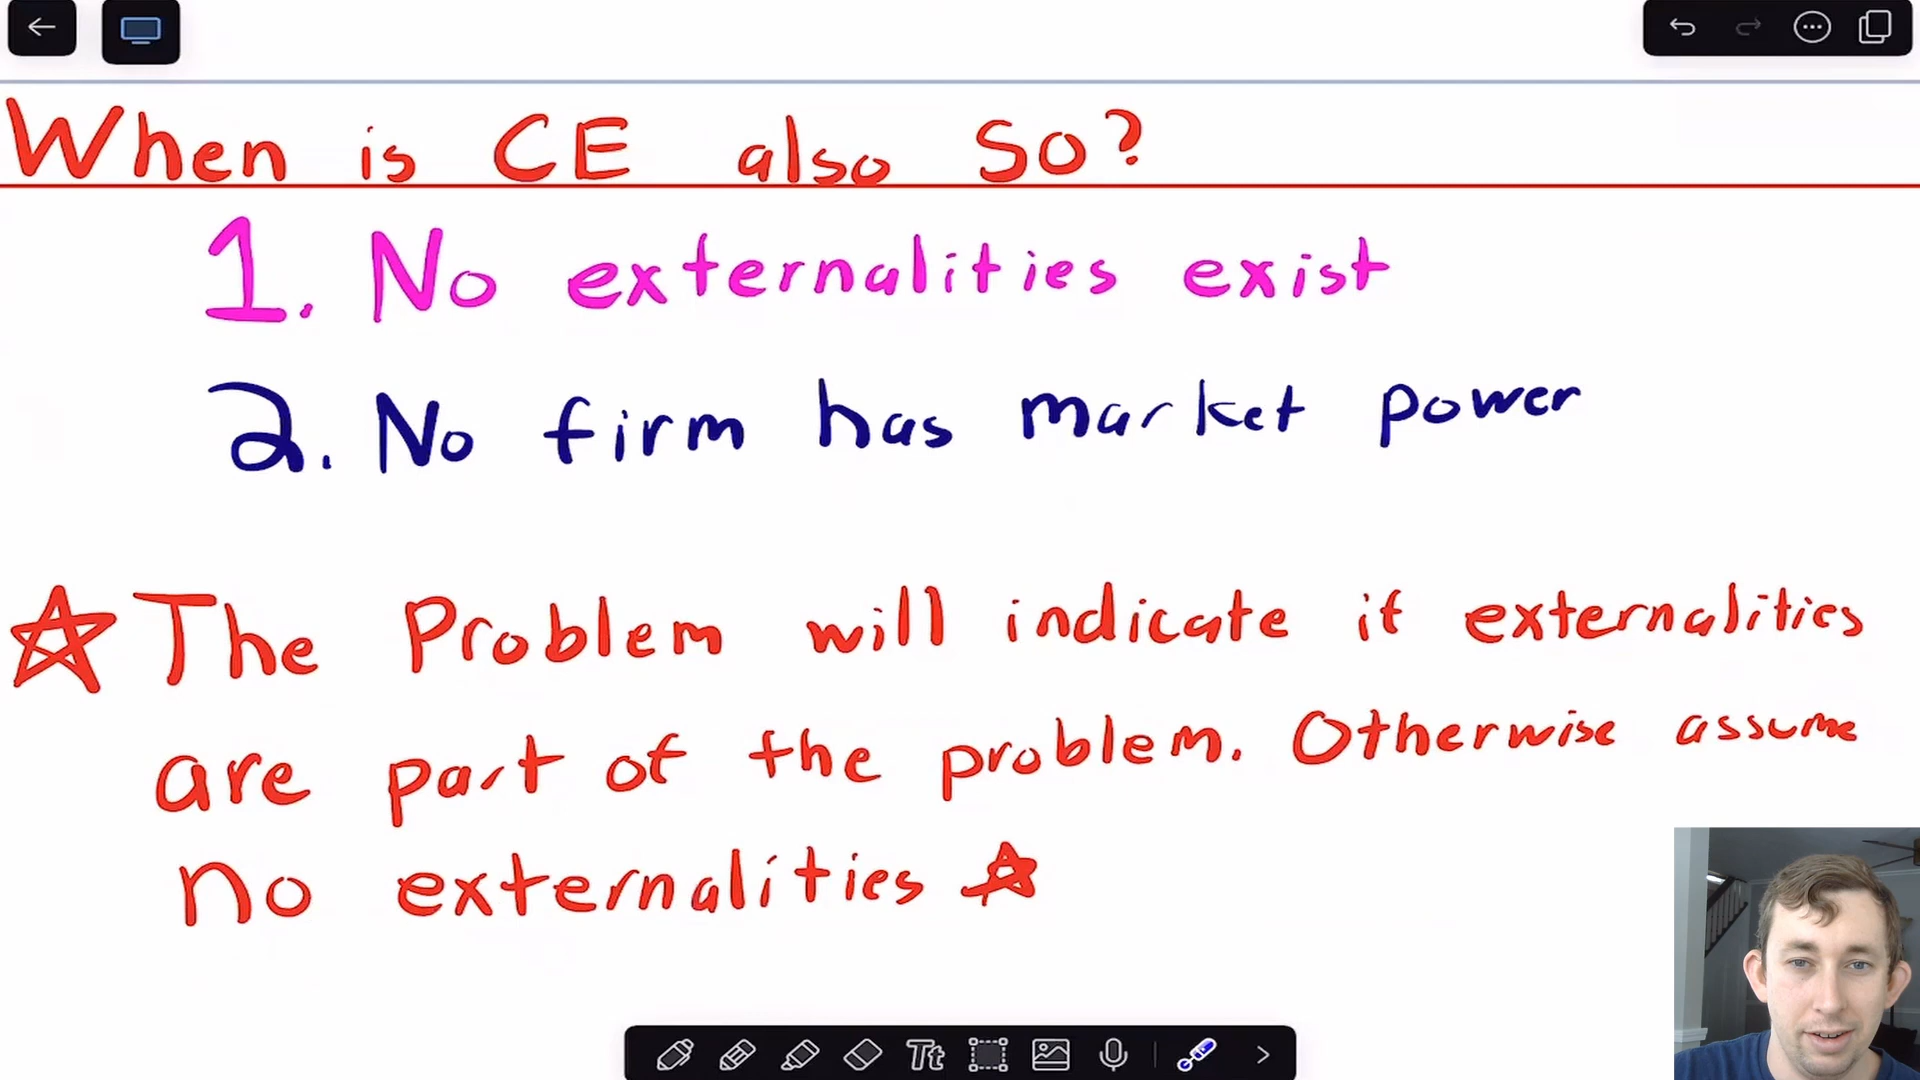 When is CE also SO?
1. No externalities exist
2. No firm has market power
The Problem will indicate if externalities
are part of the problem. Otherwise assume
no externalities
Tt